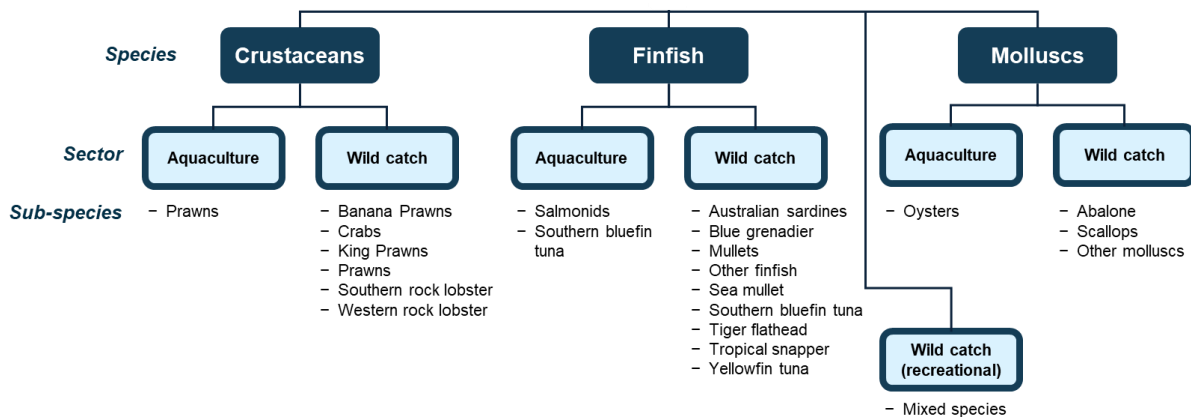 Species
Crustaceans
Finfish
Molluscs
Sector
Aquaculture
Wild catch
Aquaculture
Wild catch
Aquaculture
Wild catch
Sub-species
− Prawns
− Banana Prawns
− Crabs
− King Prawns
− Prawns
− Southern rock lobster
− Western rock lobster
− Salmonids
− Southern bluefin
tuna
− Australian sardines
− Blue grenadier
− Mullets
− Other finfish
− Sea mullet
− Southern bluefin tuna
− Tiger flathead
− Tropical snapper
− Yellowfin tuna
− Oysters
− Abalone
− Scallops
− Other molluscs
Wild catch
(recreational)
− Mixed species